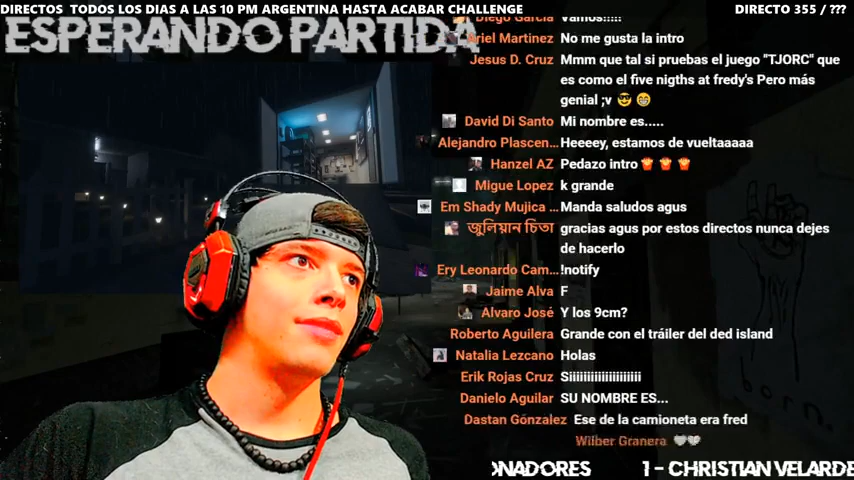 DIRECTOS TODOS LOS DIAS A LAS 10 PM ARGENTINA HASTA ACABAR CHALLENGE
DIRECTO 355 / ???
ESPERANDO PARTIDA
Diego Garcia Vamos!!!!!
Ariel Martinez No me gusta la intro
Jesus D. Cruz Mmm que tal si pruebas el juego "TJORC" que
es como el five nigths at fredy's Pero más
genial ;v 😎 😁
David Di Santo Mi nombre es.....
Alejandro Plascen... Heeeey, estamos de vueltaaaaa
Hanzel AZ Pedazo intro 🍟 🍟 🍟
Migue Lopez k grande
Em Shady Mujica ... Manda saludos agus
জুলিয়ান চিতা gracias agus por estos directos nunca dejes
de hacerlo
Ery Leonardo Cam... !notify
Jaime Alva F
Alvaro José Y los 9cm?
Roberto Aguilera Grande con el tráiler del ded island
Natalia Lezcano Holas
Erik Rojas Cruz Siiiiiiiiiiiiiiiiiiiii
Danielo Aguilar SU NOMBRE ES...
Dastan Gónzalez Ese de la camioneta era fred
Wilber Granera
born.
ONADORES 1 - CHRISTIAN VELARDE